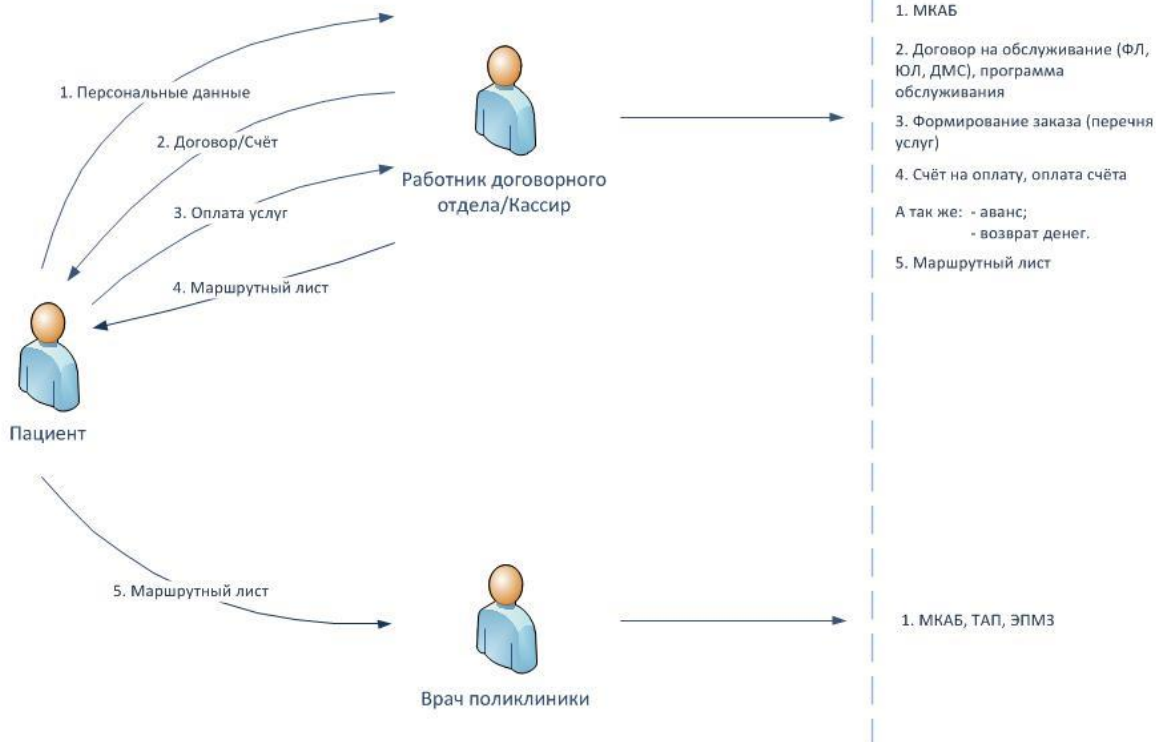 1. Персональные данные
2. Договор/Счёт
3. Оплата услуг
4. Маршрутный лист
Работник договорного
отдела/Кассир
Пациент
5. Маршрутный лист
Врач поликлиники
1. МКАБ
2. Договор на обслуживание (ФЛ,
ЮЛ, ДМС), программа
обслуживания
3. Формирование заказа (перечня
услуг)
4. Счёт на оплату, оплата счёта
А так же: - аванс;
- возврат денег.
5. Маршрутный лист
1. МКАБ, ТАП, ЭПМЗ